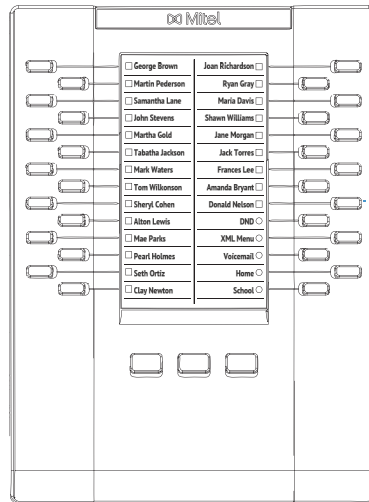 Mitel
George Brown
Martin Pederson
Samantha Lane
John Stevens
Martha Gold
Tabatha Jackson
Mark Waters
Tom Wilkonson
Sheryl Cohen
Alton Lewis
Mae Parks
Pearl Holmes
Seth Ortiz
Clay Newton
Joan Richardson
Ryan Gray
Maria Davis
Shawn Williams
Jane Morgan
Jack Torres
Frances Lee
Amanda Bryant
Donald Nelson
DND
XML Menu
Voicemail
Home
School